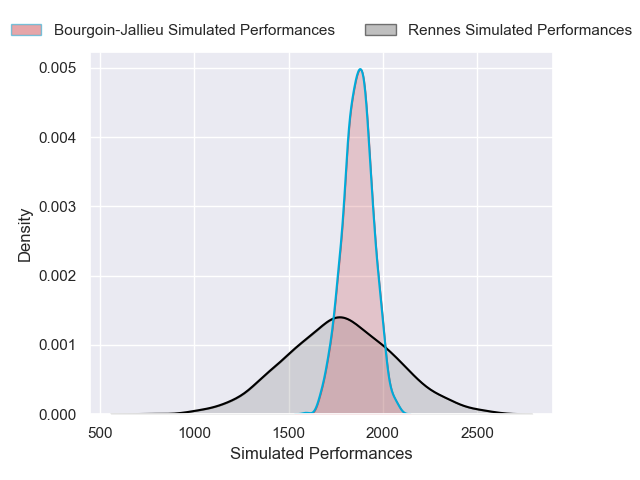 Bourgoin-Jallieu Simulated Performances Rennes Simulated Performances
0.005
0.004
0.003
0.002
0.001
0.000
Density
500 1000 1500 2000 2500
Simulated Performances